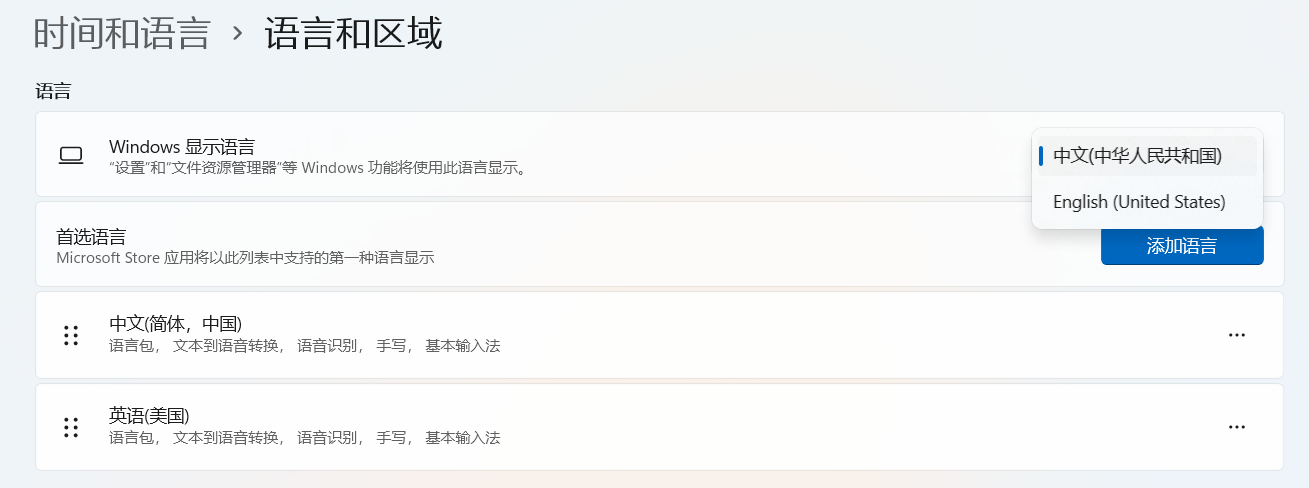 时间和语言 › 语言和区域
语言
Windows 显示语言
“设置”和“文件资源管理器”等 Windows 功能将使用此语言显示。
中文(中华人民共和国)
English (United States)
首选语言
Microsoft Store 应用将以此列表中支持的第一种语言显示
添加语言
中文(简体，中国)
语言包， 文本到语音转换， 语音识别， 手写， 基本输入法
英语(美国)
语言包， 文本到语音转换， 语音识别， 手写， 基本输入法